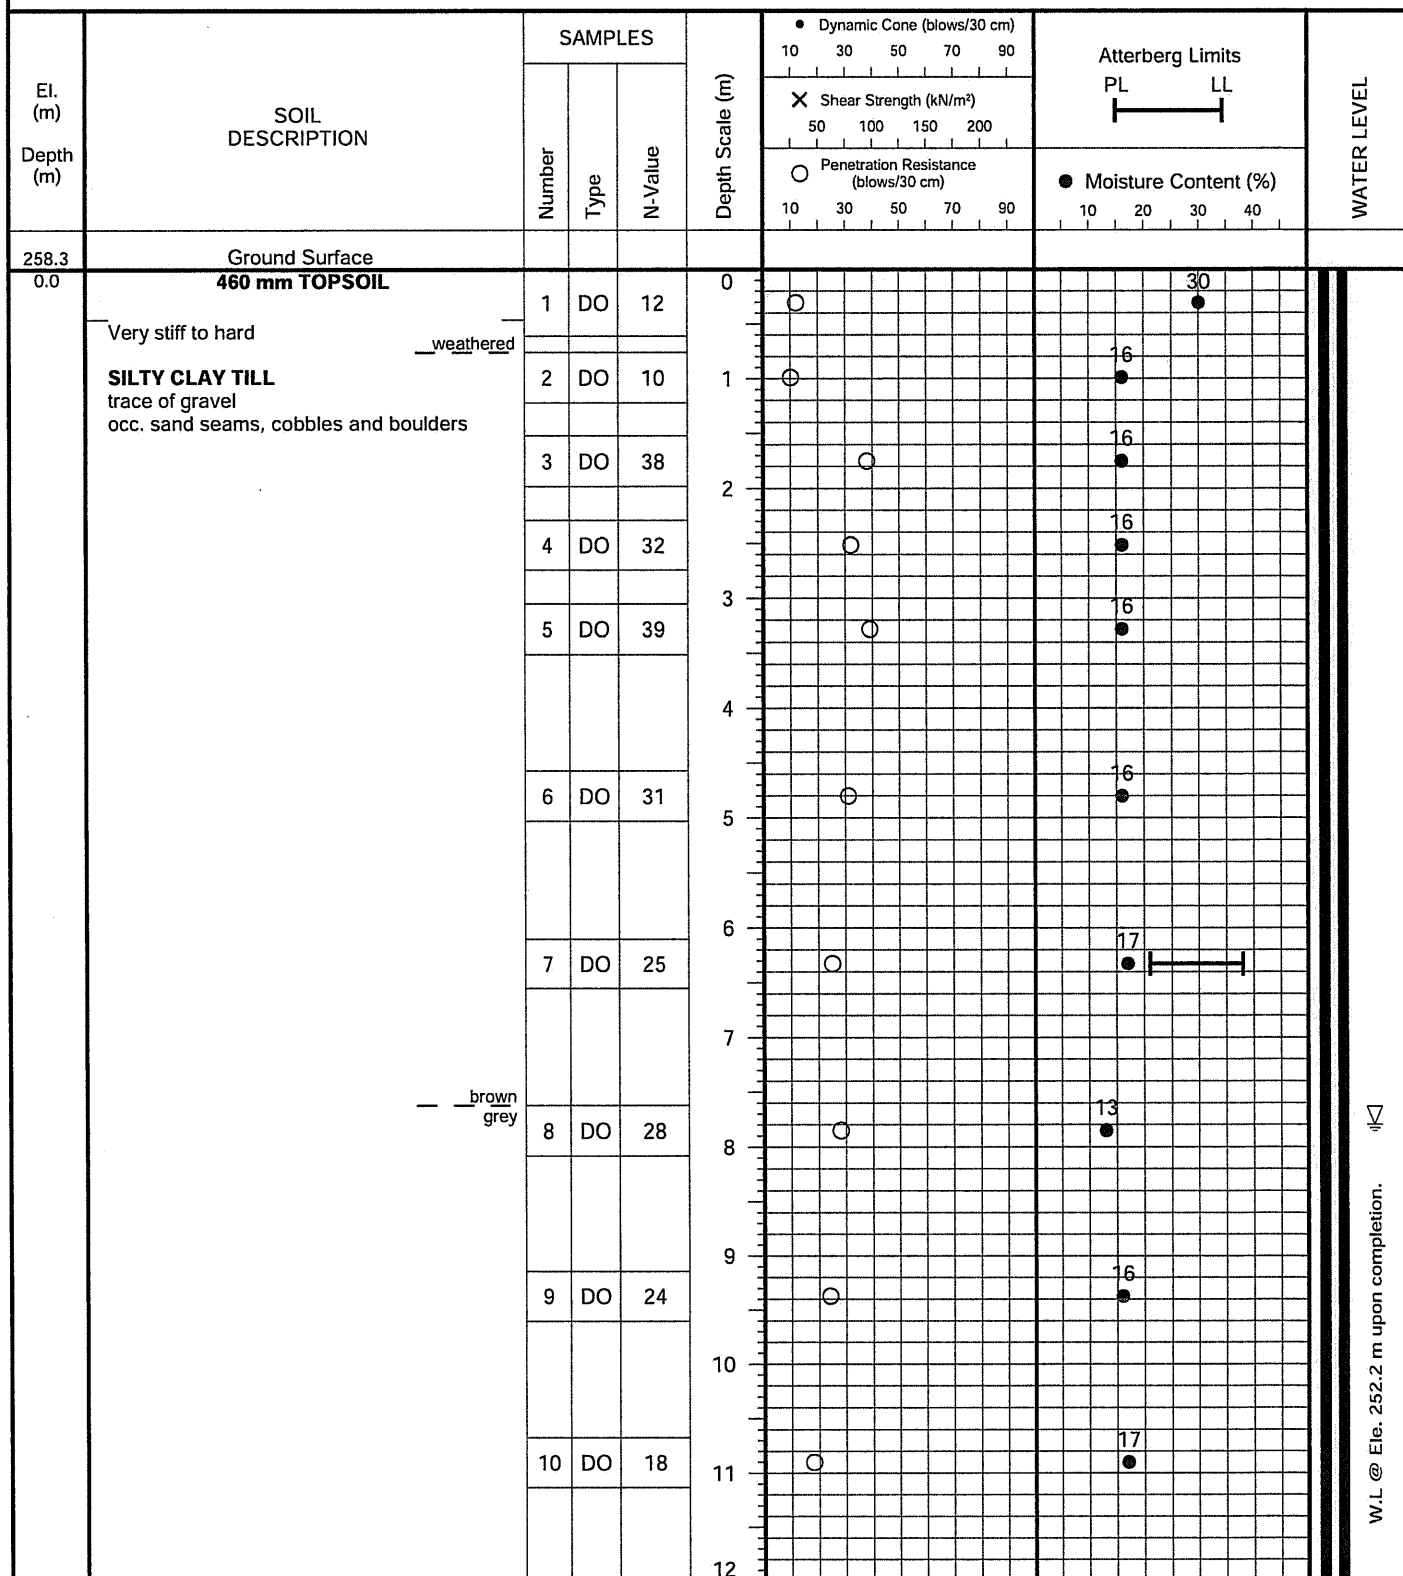 El.
(m)
Depth
(m)
SOIL
DESCRIPTION
SAMPLES
Number
Type
N-Value
Depth Scale (m)
● Dynamic Cone (blows/30 cm)
10 30 50 70 90
X Shear Strength (kN/m²)
50 100 150 200
○ Penetration Resistance
(blows/30 cm)
10 30 50 70 90
Atterberg Limits
PL LL
● Moisture Content (%)
10 20 30 40
WATER LEVEL
258.3
Ground Surface
0.0
460 mm TOPSOIL
0
30
1 DO 12
Very stiff to hard
weathered
16
SILTY CLAY TILL
2 DO 10
1
trace of gravel
occ. sand seams, cobbles and boulders
16
3 DO 38
2
16
4 DO 32
3
16
5 DO 39
4
16
6 DO 31
5
6
17
7 DO 25
7
brown
grey
13
8 DO 28
8
9
16
9 DO 24
10
17
10 DO 18
11
12
W.L @ Ele. 252.2 m upon completion.